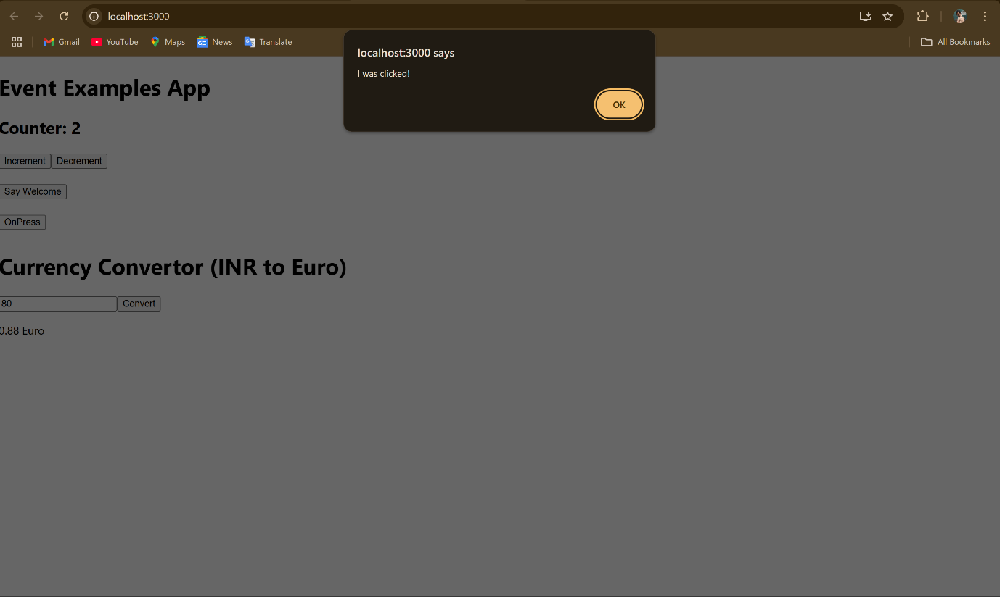 localhost:3000
Gmail YouTube Maps News Translate All Bookmarks
localhost:3000 says
I was clicked!
OK
Event Examples App
Counter: 2
Increment Decrement
Say Welcome
OnPress
Currency Convertor (INR to Euro)
80 Convert
0.88 Euro